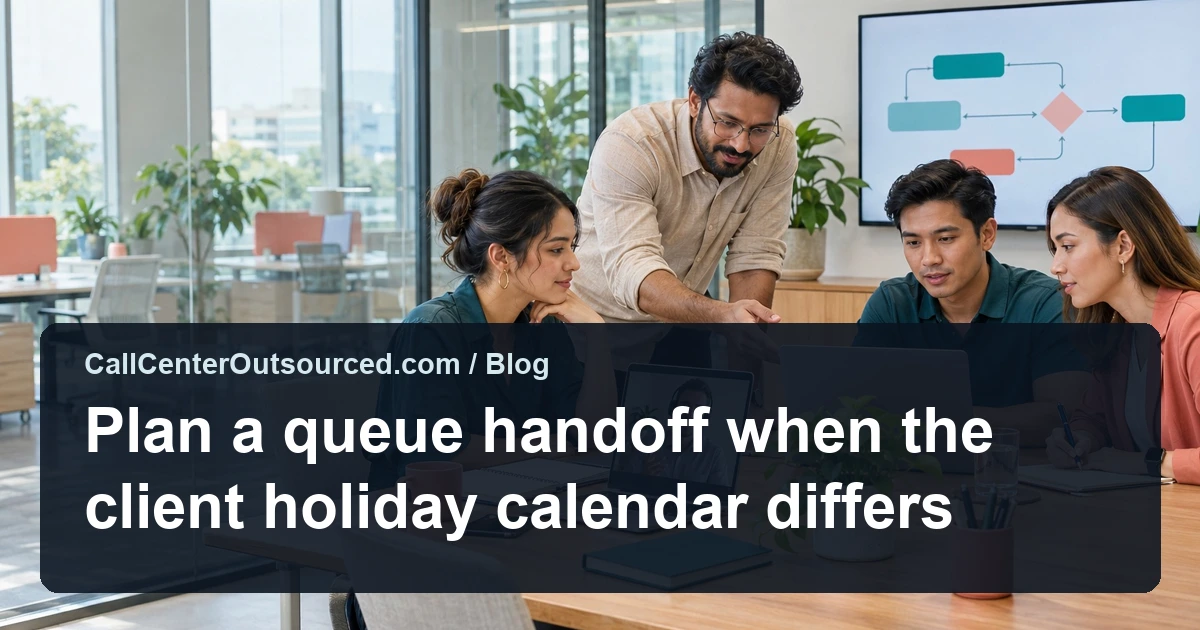 CallCenterOutsourced.com / Blog
Plan a queue handoff when the
client holiday calendar differs